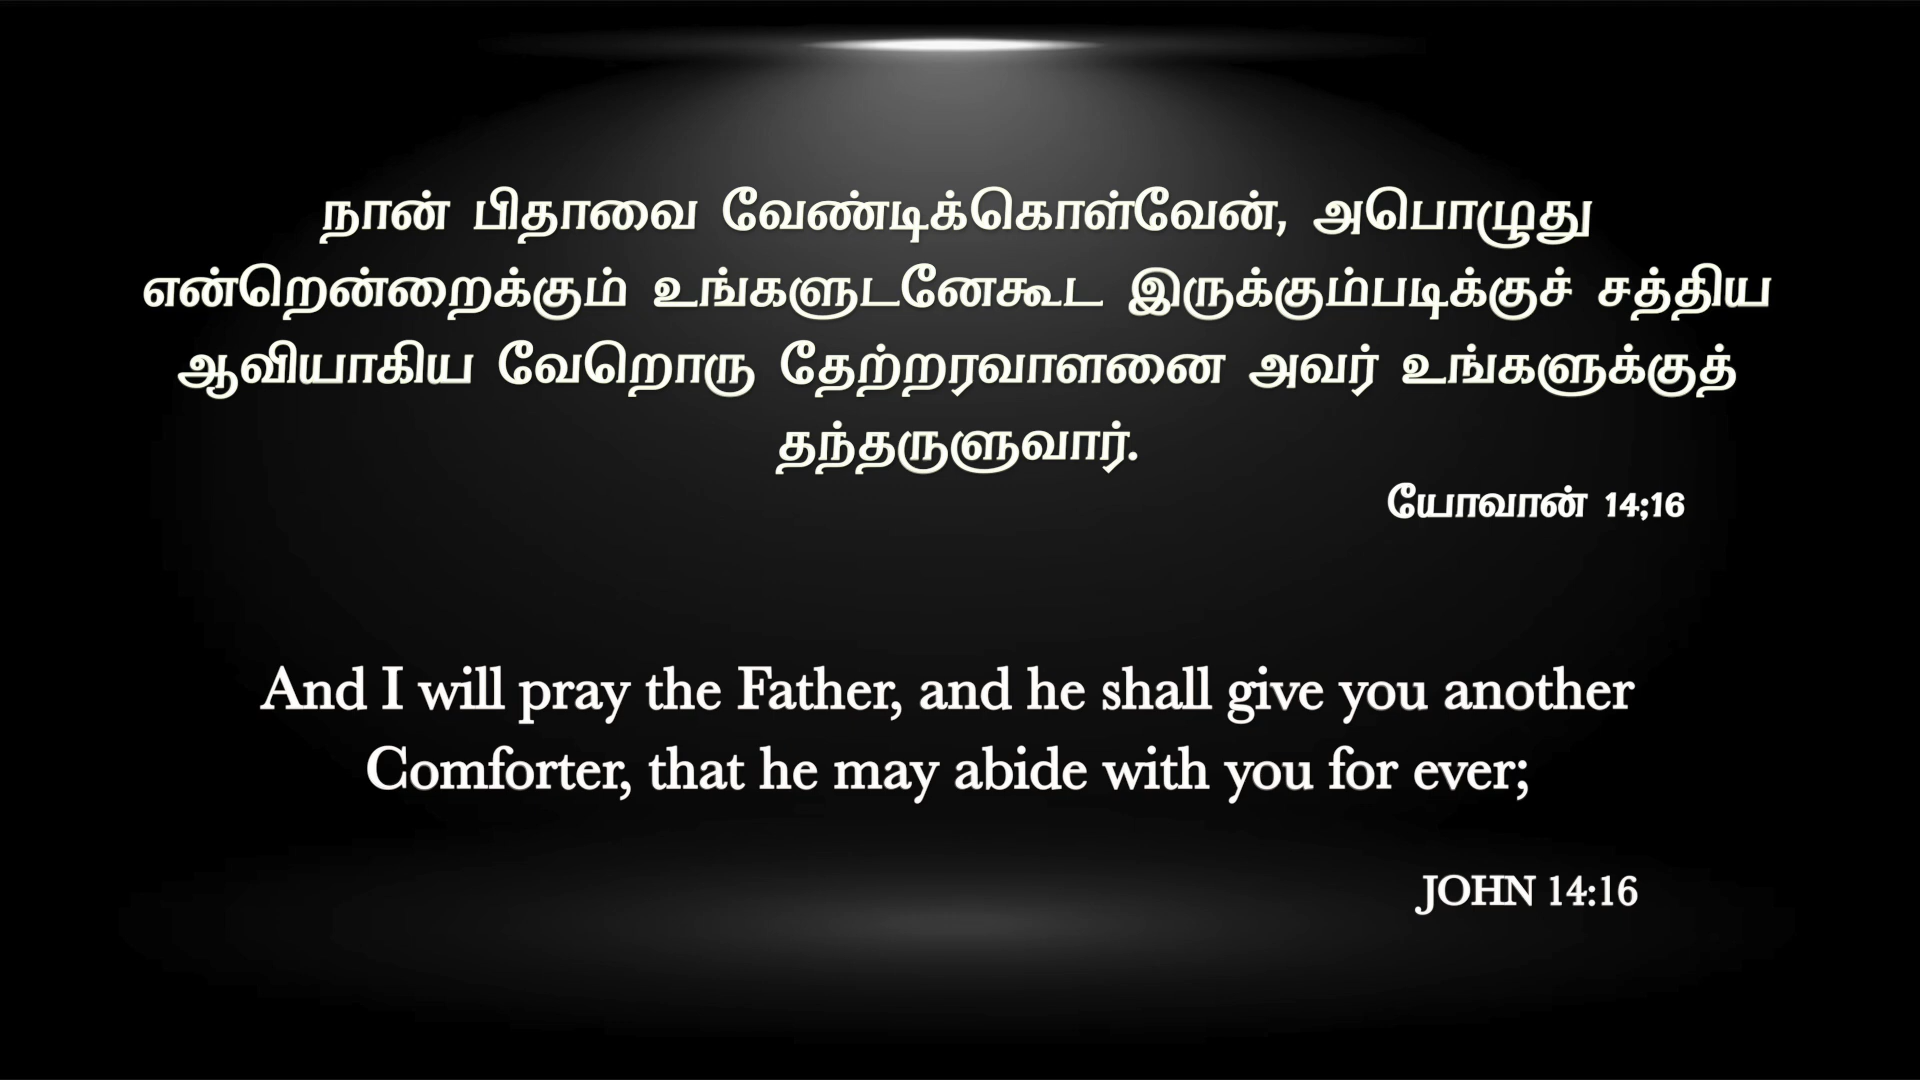 நான் பிதாவை வேண்டிக்கொள்வேன், அபொழுது
என்றென்றைக்கும் உங்களுடனேகூட இருக்கும்படிக்குச் சத்திய
ஆவியாகிய வேறொரு தேற்றரவாளனை அவர் உங்களுக்குத்
தந்தருளுவார்.
யோவான் 14;16
And I will pray the Father, and he shall give you another
Comforter, that he may abide with you for ever;
JOHN 14:16